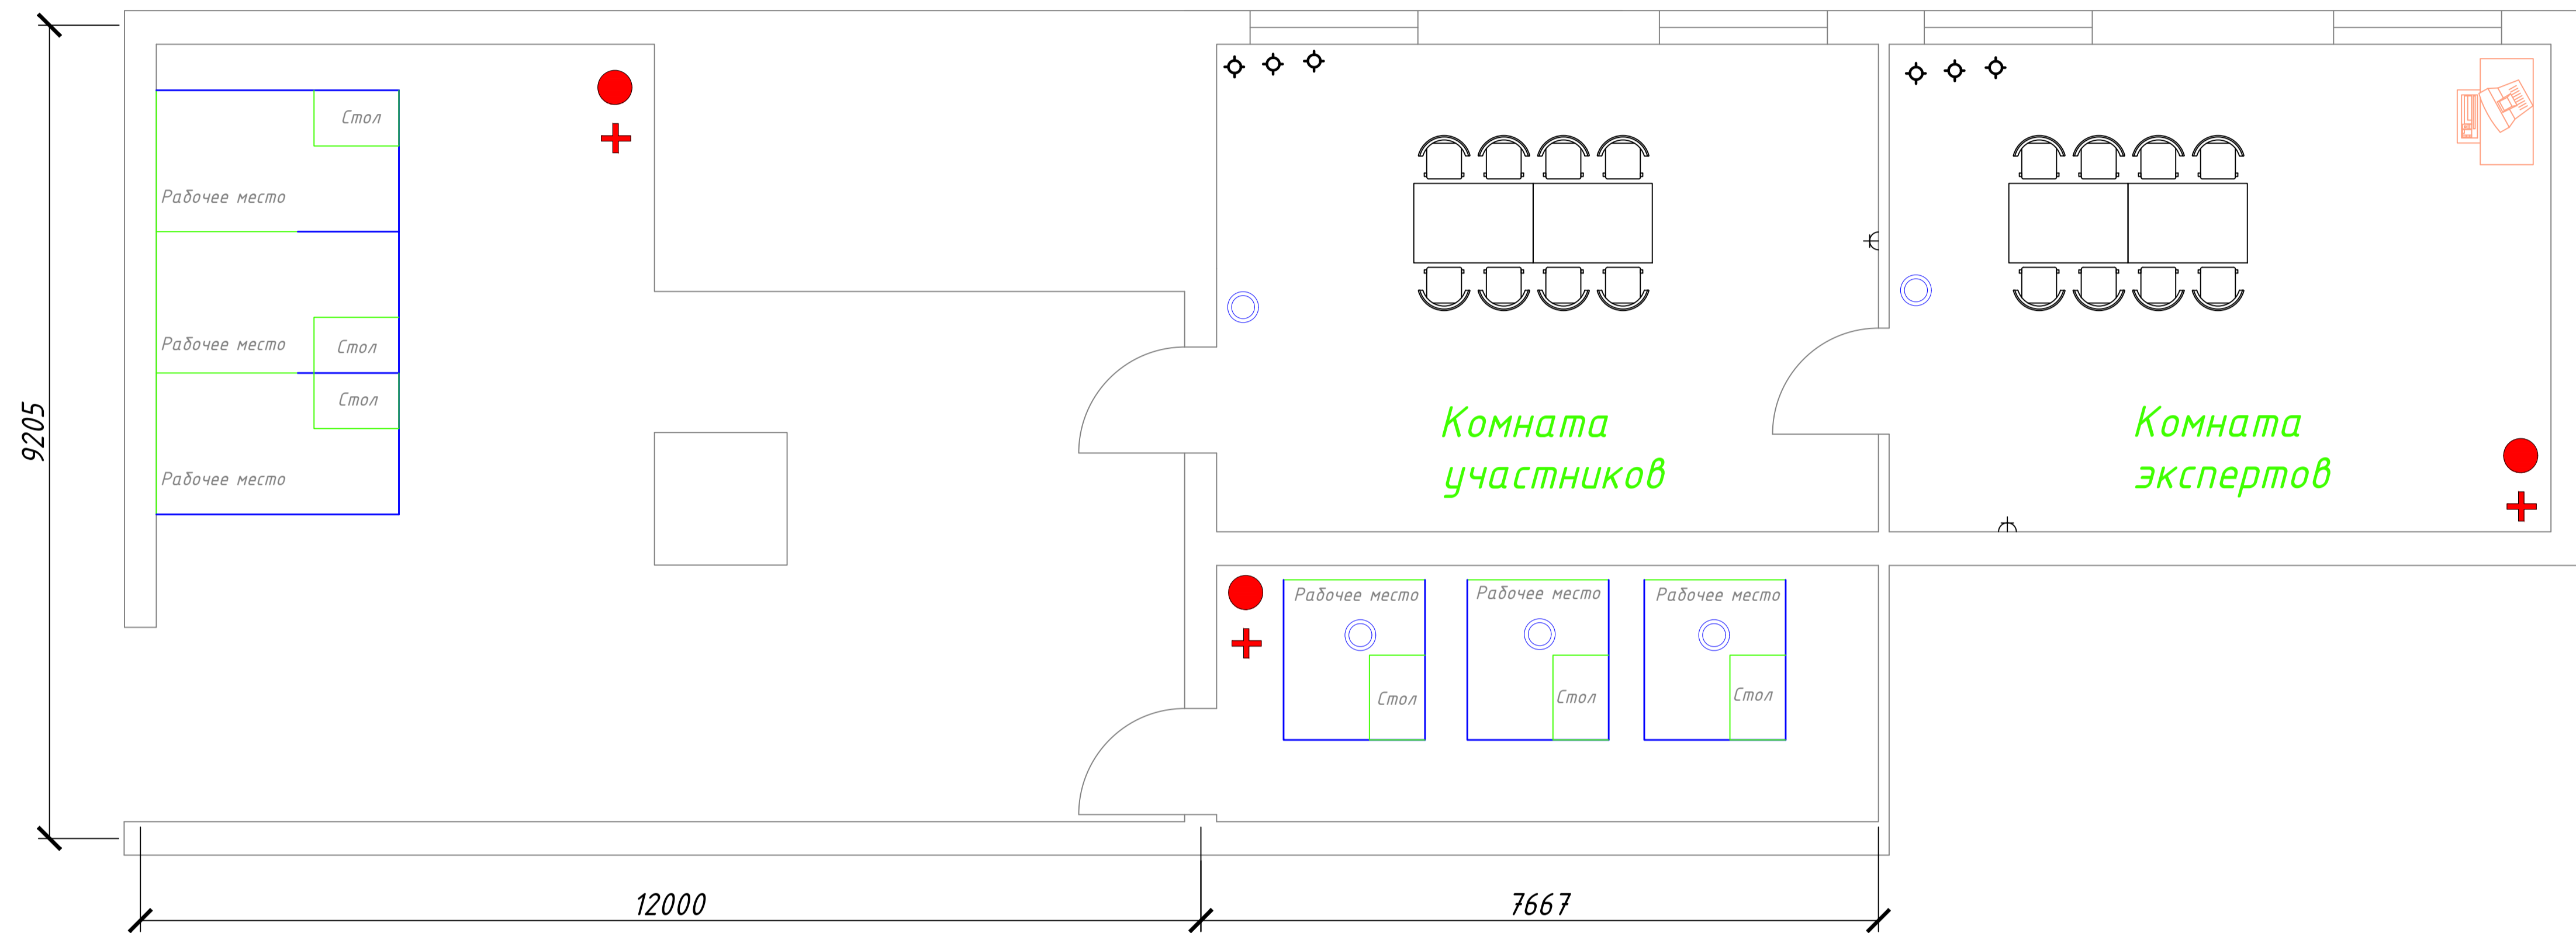 Стол
Рабочее место
Рабочее место
Стол
Стол
Рабочее место
9205
Комната
участников
Комната
экспертов
Рабочее место
Рабочее место
Рабочее место
Стол
Стол
Стол
12000
7667